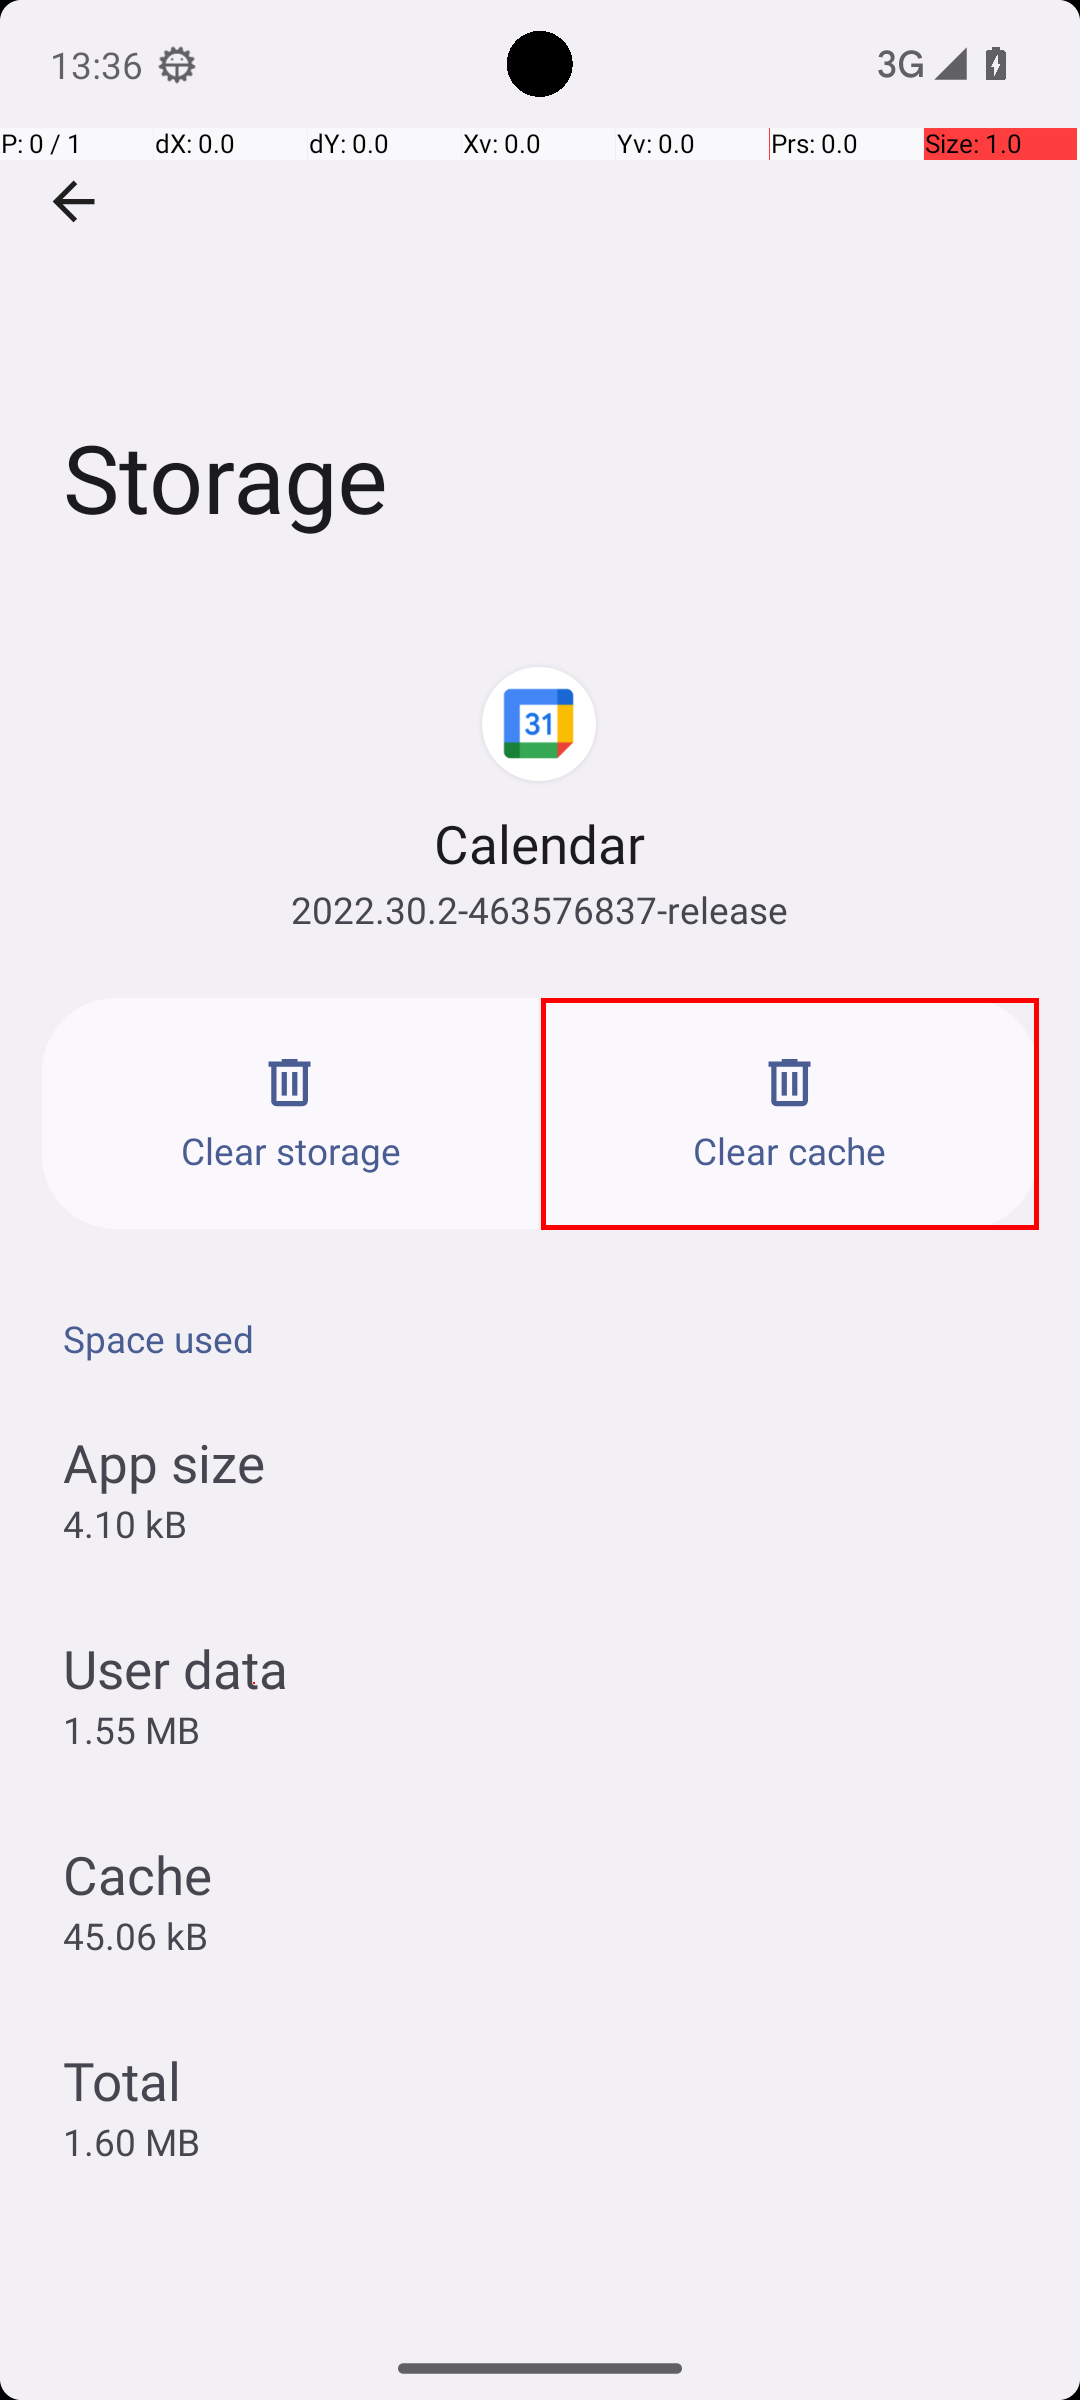 13:36
3G
P: 0 / 1
dX: 0.0
dY: 0.0
Xv: 0.0
Yv: 0.0
Prs: 0.0
Size: 1.0
Storage
31
Calendar
2022.30.2-463576837-release
Clear storage
Clear cache
Space used
App size
4.10 kB
User data
1.55 MB
Cache
45.06 kB
Total
1.60 MB